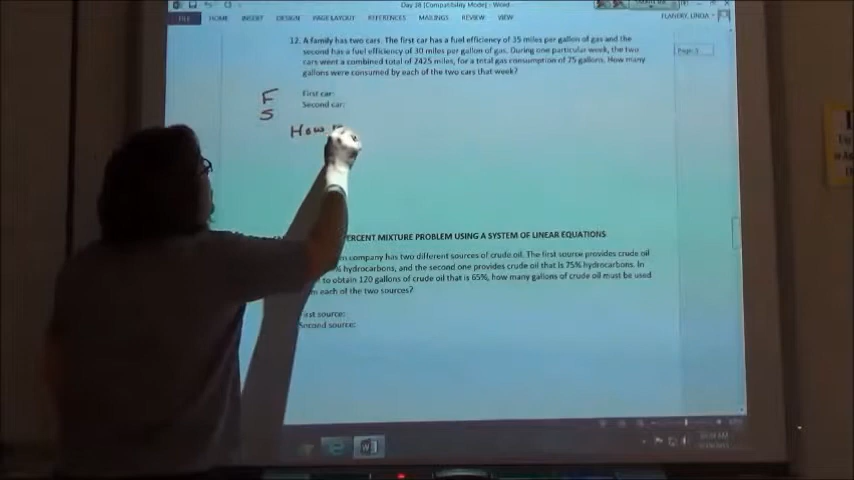 Day 18 [Compatibility Mode] - Word
FILE HOME INSERT DESIGN PAGE LAYOUT REFERENCES MAILINGS REVIEW VIEW
FLANERY, LINDA
12. A family has two cars. The first car has a fuel efficiency of 35 miles per gallon of gas and the
second has a fuel efficiency of 30 miles per gallon of gas. During one particular week, the two
cars went a combined total of 2425 miles, for a total gas consumption of 75 gallons. How many
gallons were consumed by each of the two cars that week?
Page 3
F First car:
S Second car:
How
ERCENT MIXTURE PROBLEM USING A SYSTEM OF LINEAR EQUATIONS
m company has two different sources of crude oil. The first source provides crude oil
% hydrocarbons, and the second one provides crude oil that is 75% hydrocarbons. In
to obtain 120 gallons of crude oil that is 65%, how many gallons of crude oil must be used
m each of the two sources?
First source:
Second source: